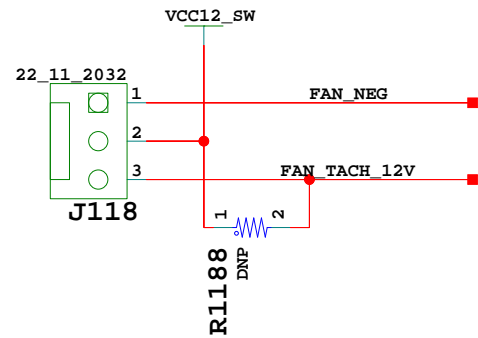 VCC12_SW
22_11_2032
1
FAN_NEG
2
3
FAN_TACH_12V
J118
1
2
R1188
DNP